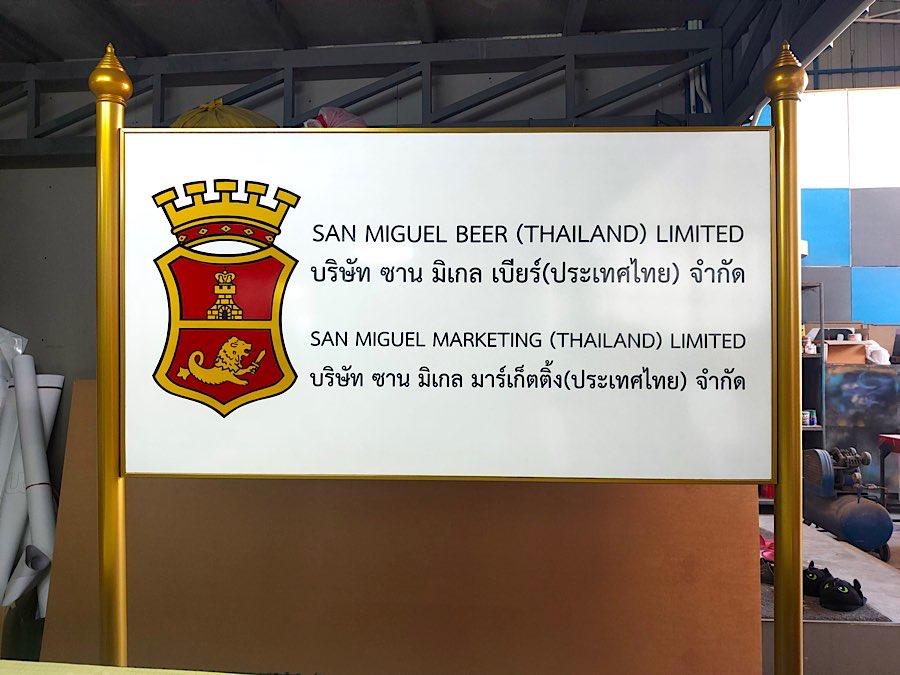 SAN MIGUEL BEER (THAILAND) LIMITED
บริษัท ซาน มิเกล เบียร์(ประเทศไทย) จำกัด
SAN MIGUEL MARKETING (THAILAND) LIMITED
บริษัท ซาน มิเกล มาร์เก็ตติ้ง(ประเทศไทย) จำกัด